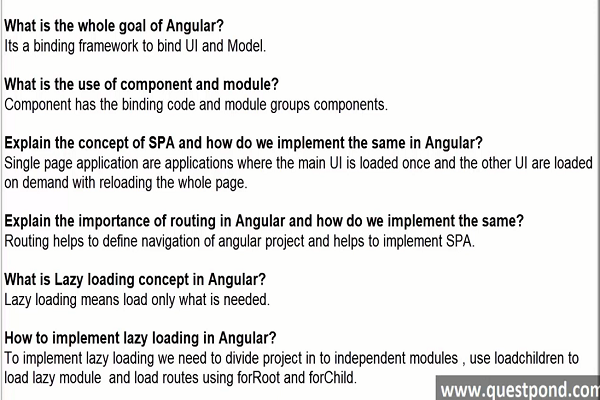 What is the whole goal of Angular?
Its a binding framework to bind UI and Model.
What is the use of component and module?
Component has the binding code and module groups components.
Explain the concept of SPA and how do we implement the same in Angular?
Single page application are applications where the main UI is loaded once and the other UI are loaded
on demand with reloading the whole page.
Explain the importance of routing in Angular and how do we implement the same?
Routing helps to define navigation of angular project and helps to implement SPA.
What is Lazy loading concept in Angular?
Lazy loading means load only what is needed.
How to implement lazy loading in Angular?
To implement lazy loading we need to divide project in to independent modules , use loadchildren to
load lazy module  and load routes using forRoot and forChild.
www.questpond.com